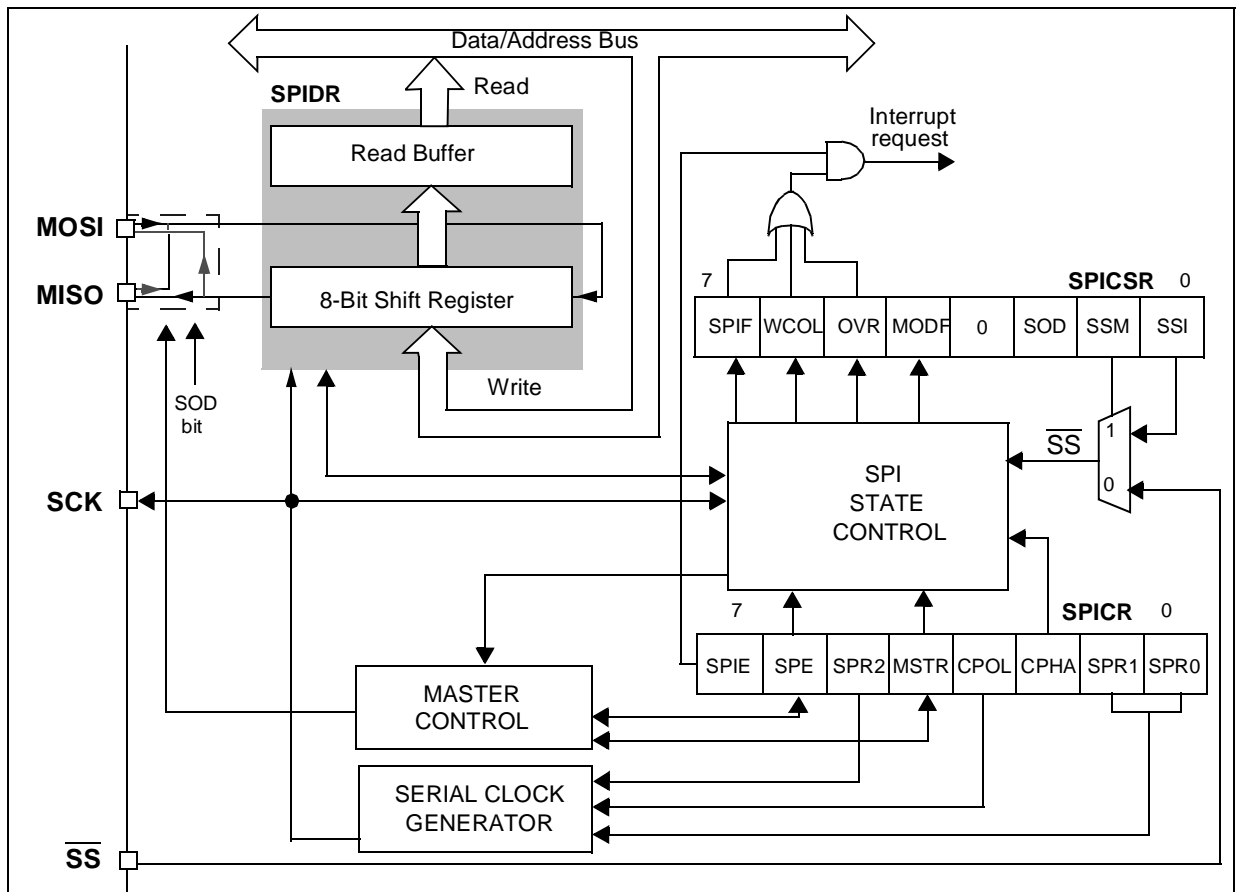 Data/Address Bus
SPIDR
Read
Read Buffer
Interrupt
request
MOSI
MISO
8-Bit Shift Register
7
SPICSR 0
SPIF WCOL OVR MODF 0 SOD SSM SSI
Write
SOD
bit
1
SS
0
SCK
SPI
STATE
CONTROL
7
SPICR 0
SPIE SPE SPR2 MSTR CPOL CPHA SPR1 SPR0
MASTER
CONTROL
SERIAL CLOCK
GENERATOR
SS